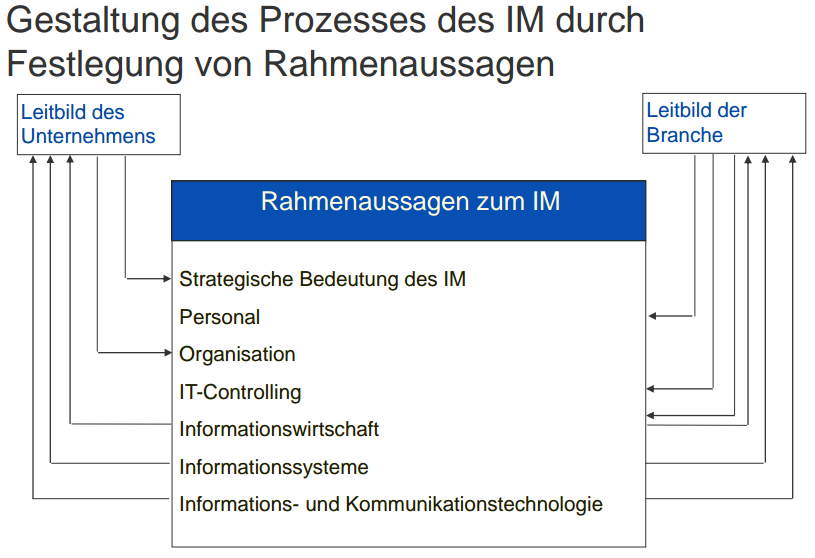 Gestaltung des Prozesses des IM durch
Festlegung von Rahmenaussagen
Leitbild des
Unternehmens
Leitbild der
Branche
Rahmenaussagen zum IM
Strategische Bedeutung des IM
Personal
Organisation
IT-Controlling
Informationswirtschaft
Informationssysteme
Informations- und Kommunikationstechnologie